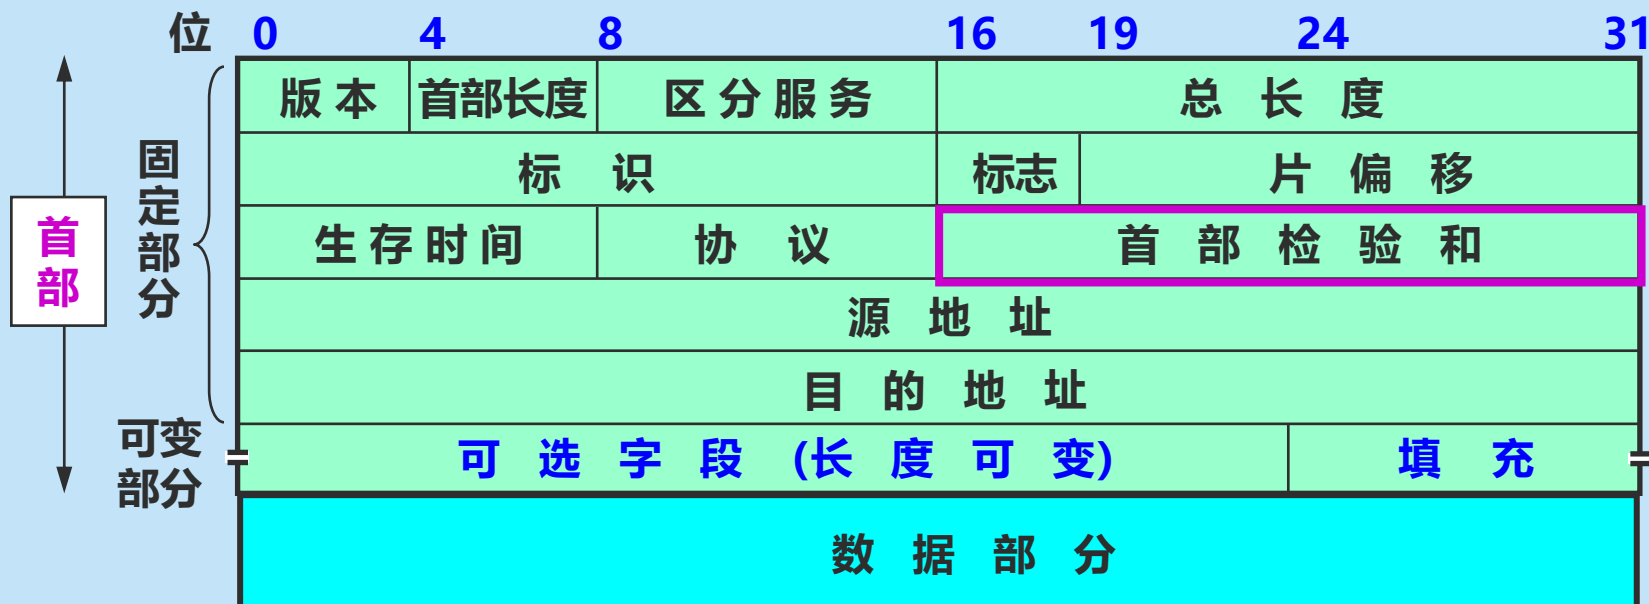 位 0 4 8 16 19 24 31
版本 首部长度 区分服务 总长度
标识 标志 片偏移
生存时间 协议 首部检验和
源地址
目的地址
可选字段 (长度可变) 填充
数据部分
首部
固定部分
可变部分